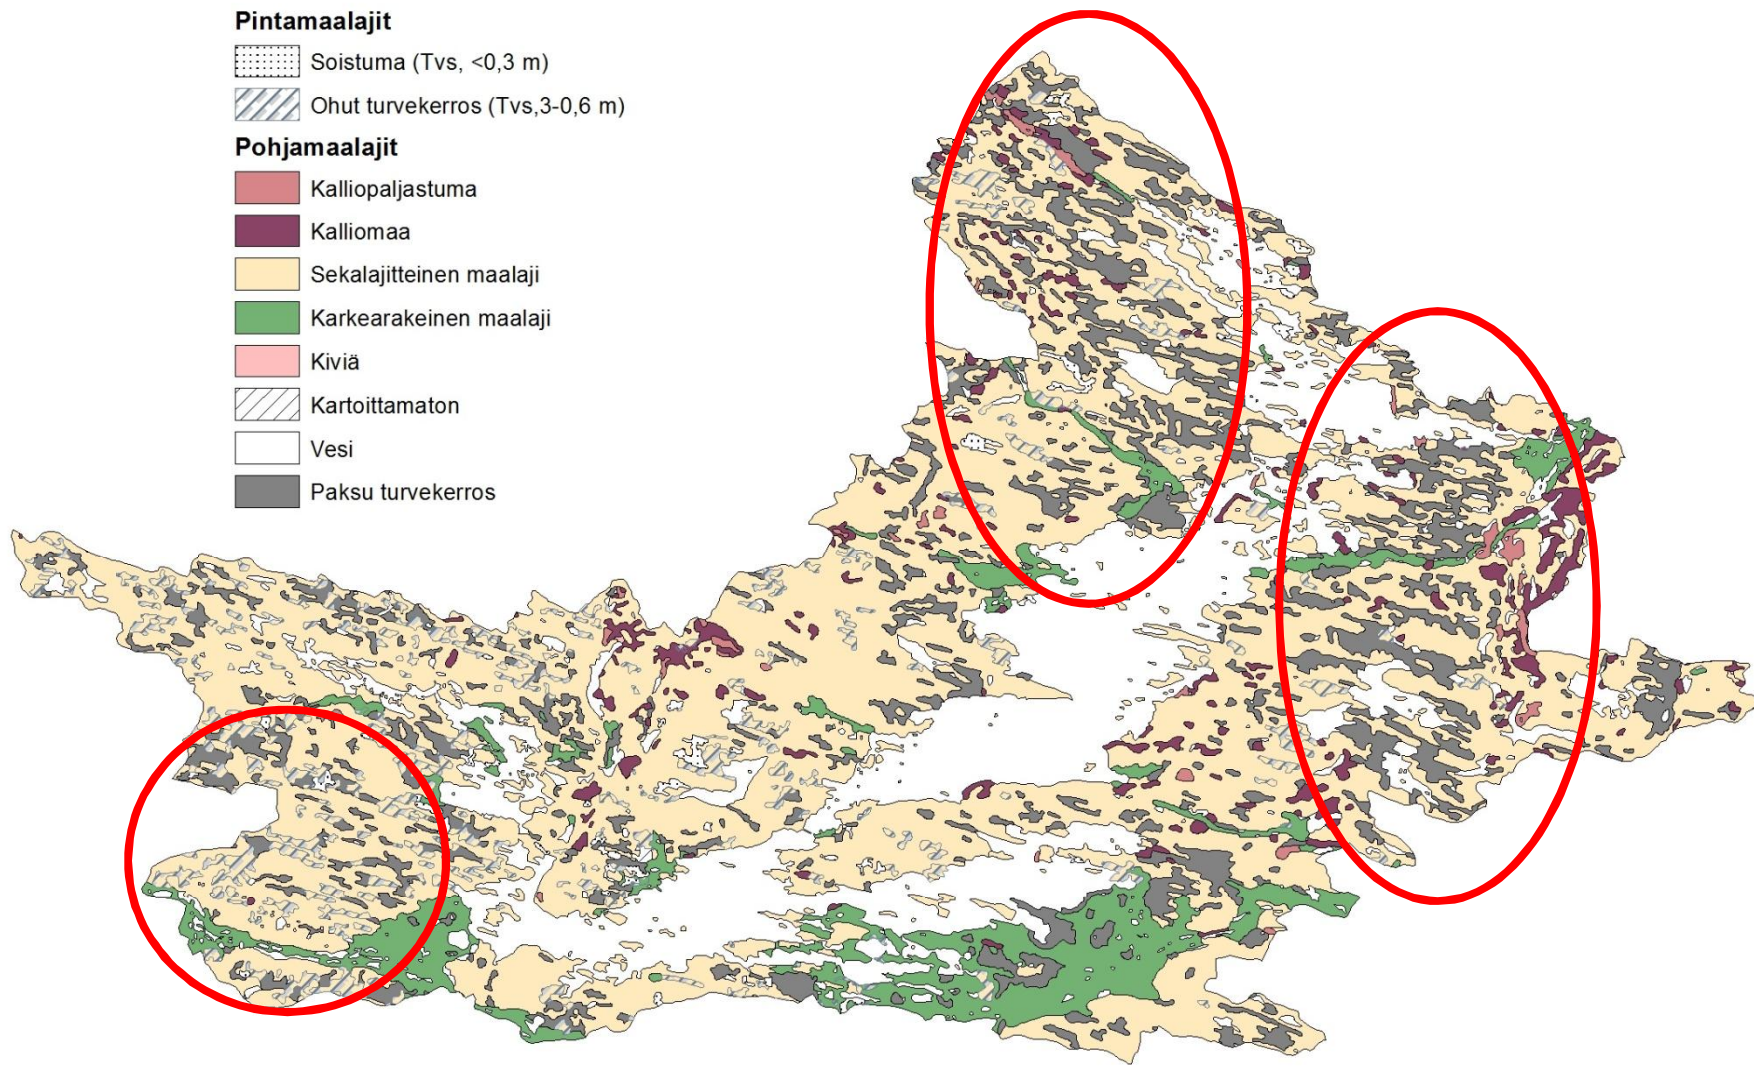 Pintamaalajit
Soistuma (Tvs, <0,3 m)
Ohut turvekerros (Tvs,3-0,6 m)
Pohjamaalajit
Kalliopaljastuma
Kalliomaa
Sekalajitteinen maalaji
Karkearakeinen maalaji
Kiviä
Kartoittamaton
Vesi
Paksu turvekerros